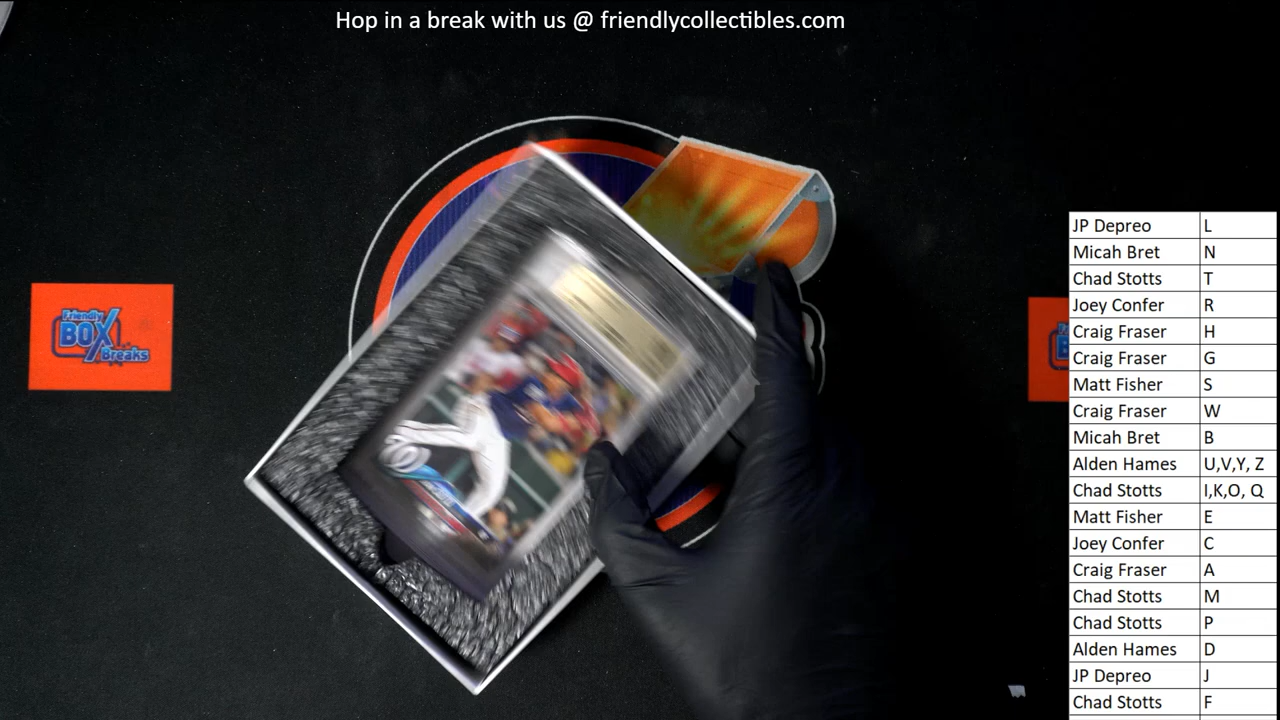 Hop in a break with us @ friendlycollectibles.com
Friendly
BOX
Breaks
JP Depreo L
Micah Bret N
Chad Stotts T
Joey Confer R
Craig Fraser H
Craig Fraser G
Matt Fisher S
Craig Fraser W
Micah Bret B
Alden Hames U,V,Y, Z
Chad Stotts I,K,O, Q
Matt Fisher E
Joey Confer C
Craig Fraser A
Chad Stotts M
Chad Stotts P
Alden Hames D
JP Depreo J
Chad Stotts F